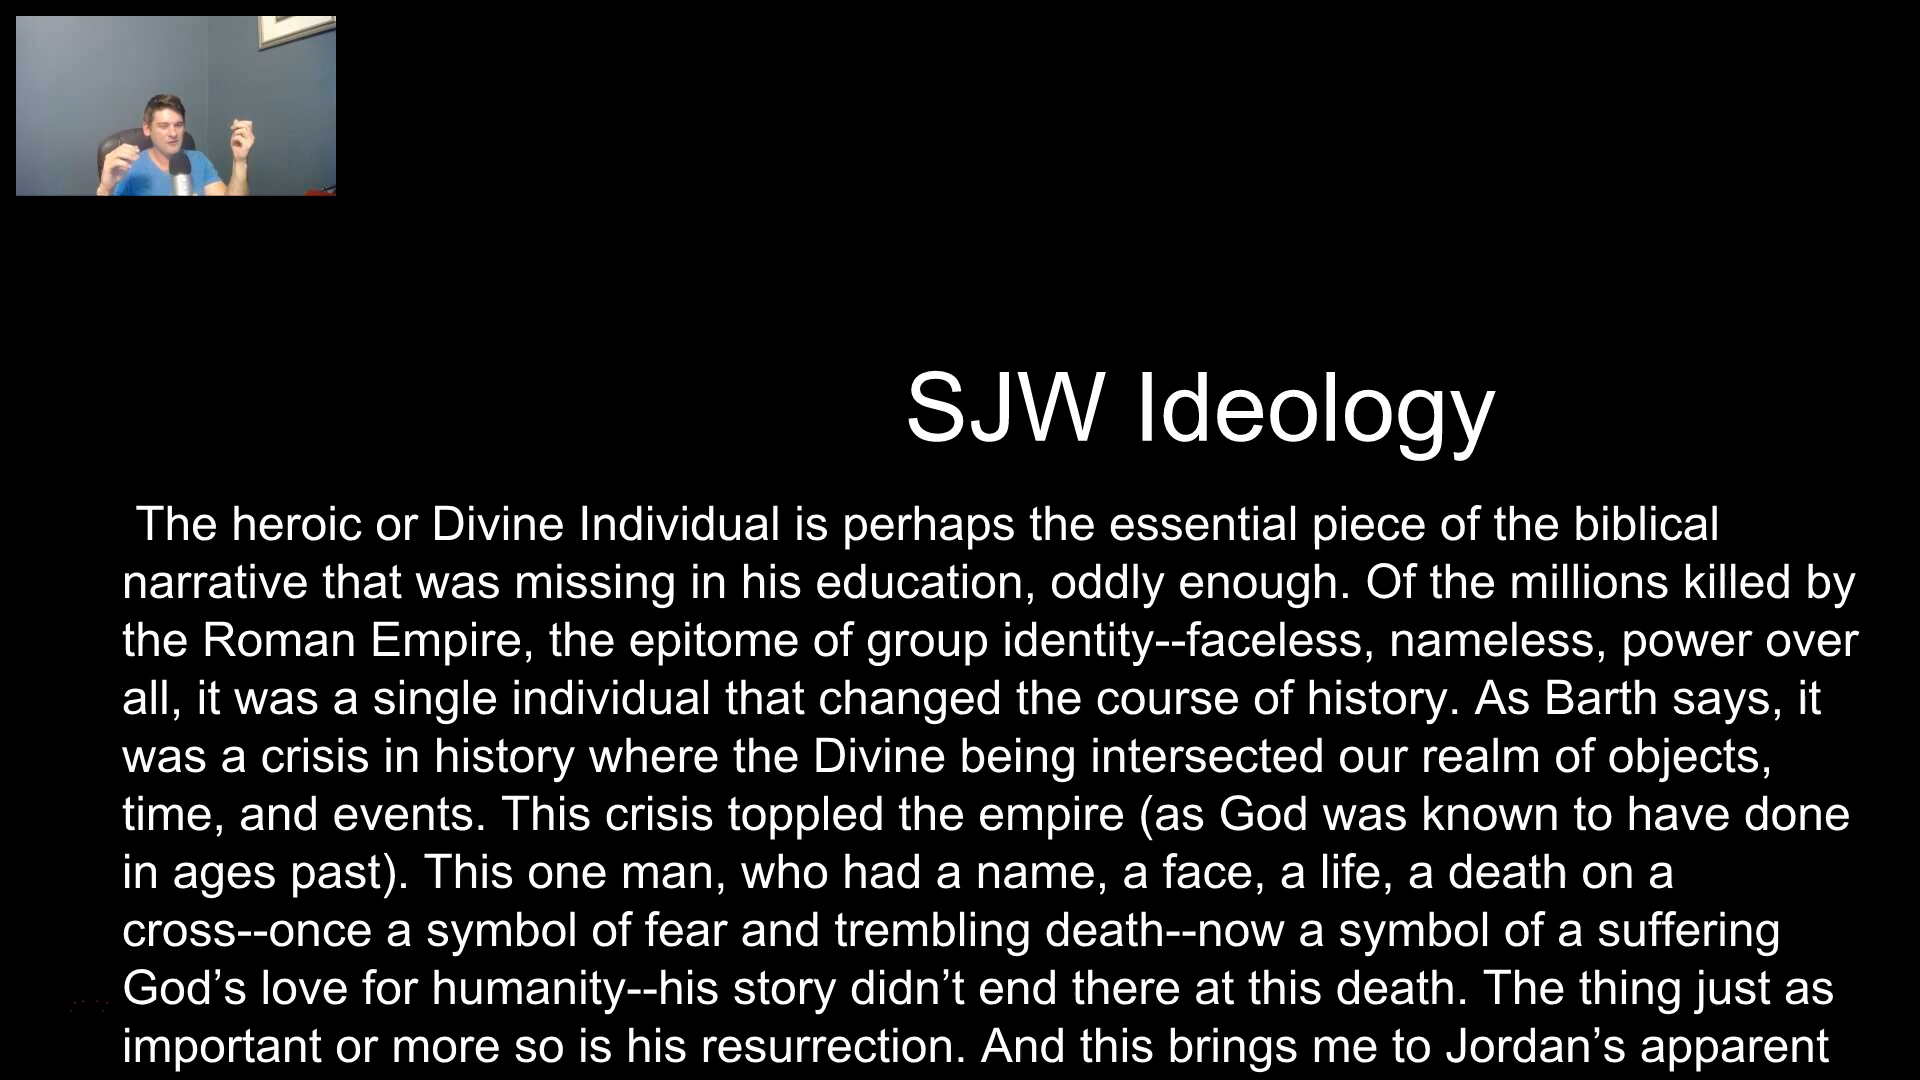 SJW Ideology
The heroic or Divine Individual is perhaps the essential piece of the biblical
narrative that was missing in his education, oddly enough. Of the millions killed by
the Roman Empire, the epitome of group identity--faceless, nameless, power over
all, it was a single individual that changed the course of history. As Barth says, it
was a crisis in history where the Divine being intersected our realm of objects,
time, and events. This crisis toppled the empire (as God was known to have done
in ages past). This one man, who had a name, a face, a life, a death on a
cross--once a symbol of fear and trembling death--now a symbol of a suffering
God’s love for humanity--his story didn’t end there at this death. The thing just as
important or more so is his resurrection. And this brings me to Jordan’s apparent